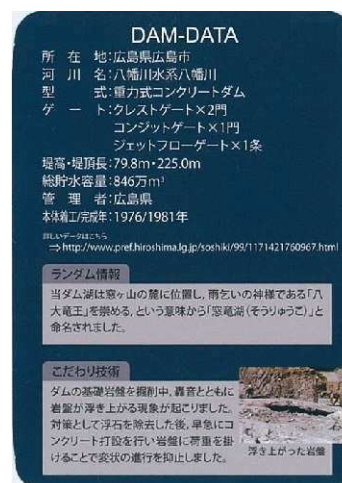 DAM-DATA
所在地:広島県広島市
河川名:八幡川水系八幡川
型式:重力式コンクリートダム
ゲート:クレストゲート×2門
コンジットゲート×1門
ジェットフローゲート×1条
堤高・堤頂長:79.8m・225.0m
総貯水容量:846万m³
管理者:広島県
本体着工/完成年:1976/1981年
詳しいデータはこちら
⇒http://www.pref.hiroshima.lg.jp/soshiki/99/1171421760967.html
ランダム情報
当ダム湖は窓ヶ山の麓に位置し,雨乞いの神様である「八
大竜王」を崇める,という意味から「窓竜湖(そうりゅうこ)」と
命名されました。
こだわり技術
ダムの基礎岩盤を掘削中,轟音とともに
岩盤が浮き上がる現象が起こりました。
対策として浮石を除去した後,早急にコ
ンクリート打設を行い岩盤に荷重を掛
けることで変状の進行を抑止しました。
浮き上がった岩盤